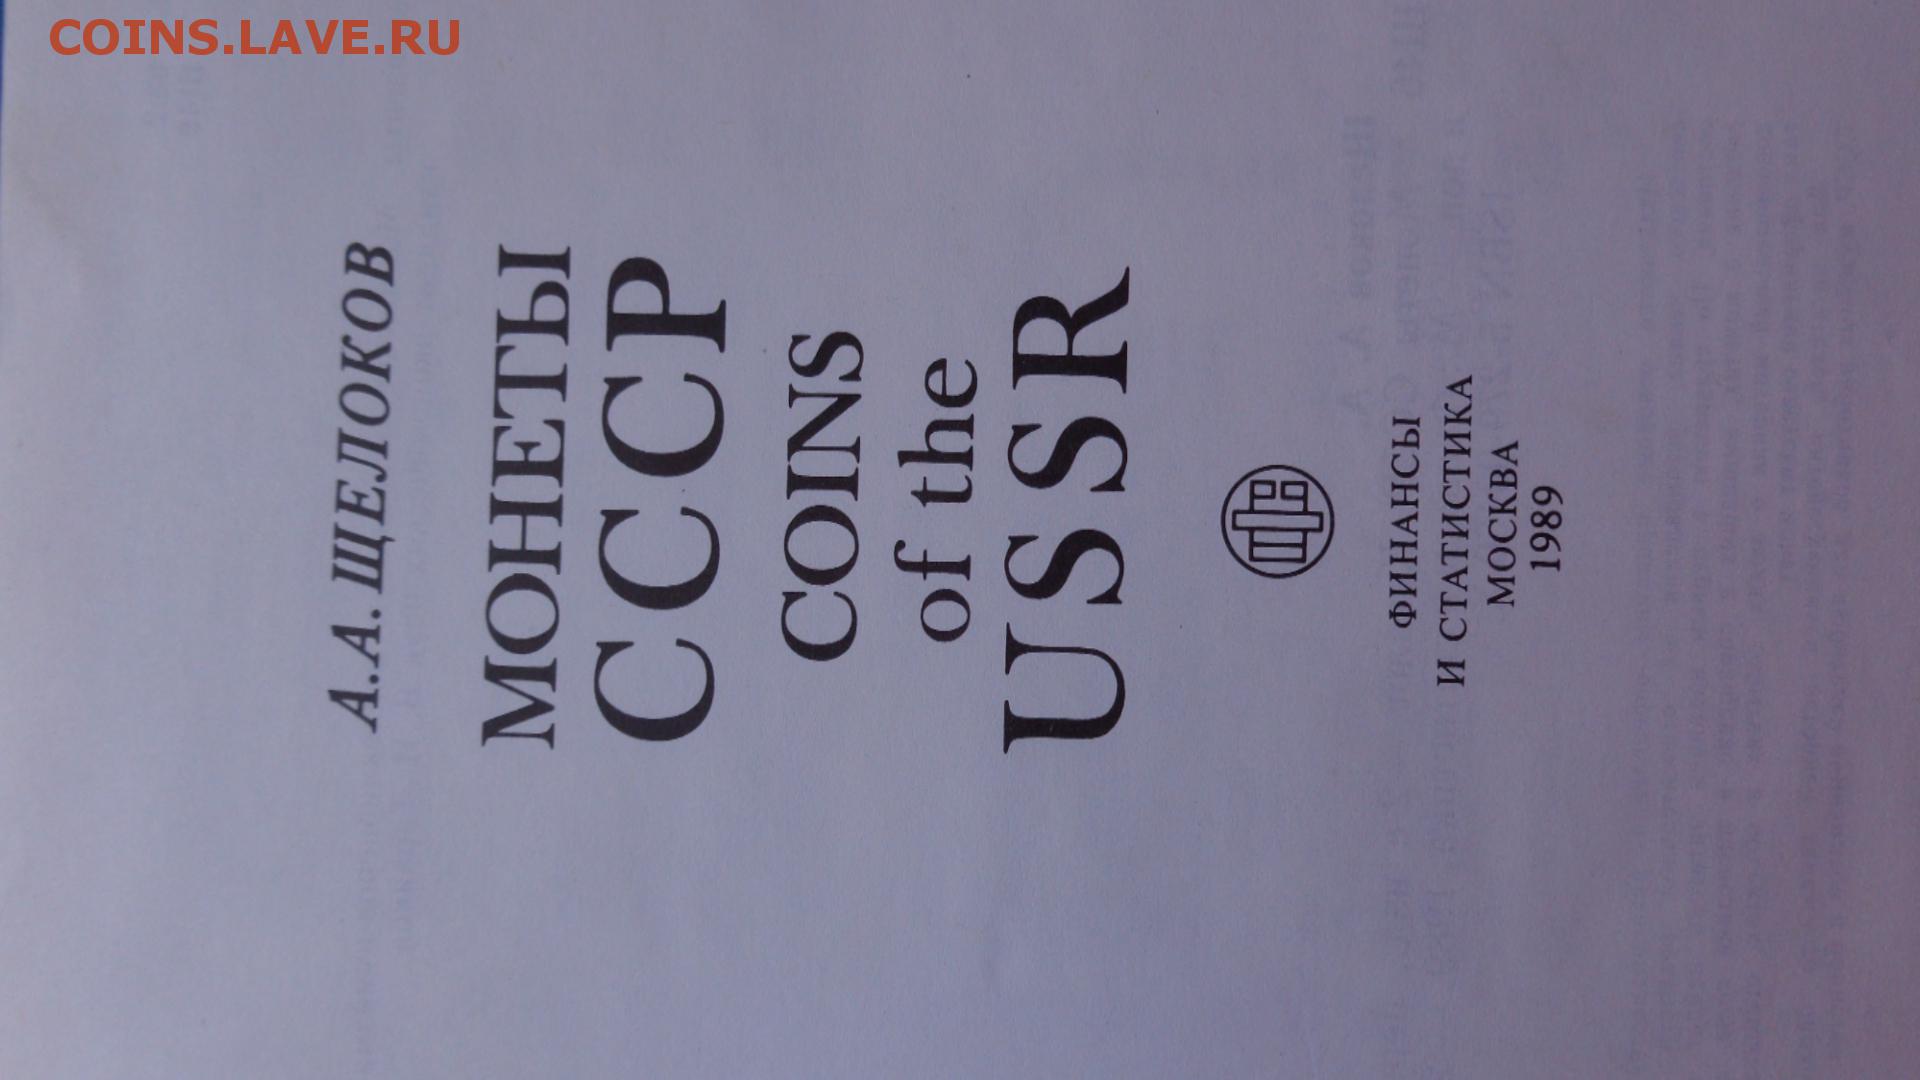 COINS.LAVE.RU
А.А. ЩЕЛОКОВ
МОНЕТЫ
СССР
COINS
of the
USSR
ФИНАНСЫ
И СТАТИСТИКА
МОСКВА
1989